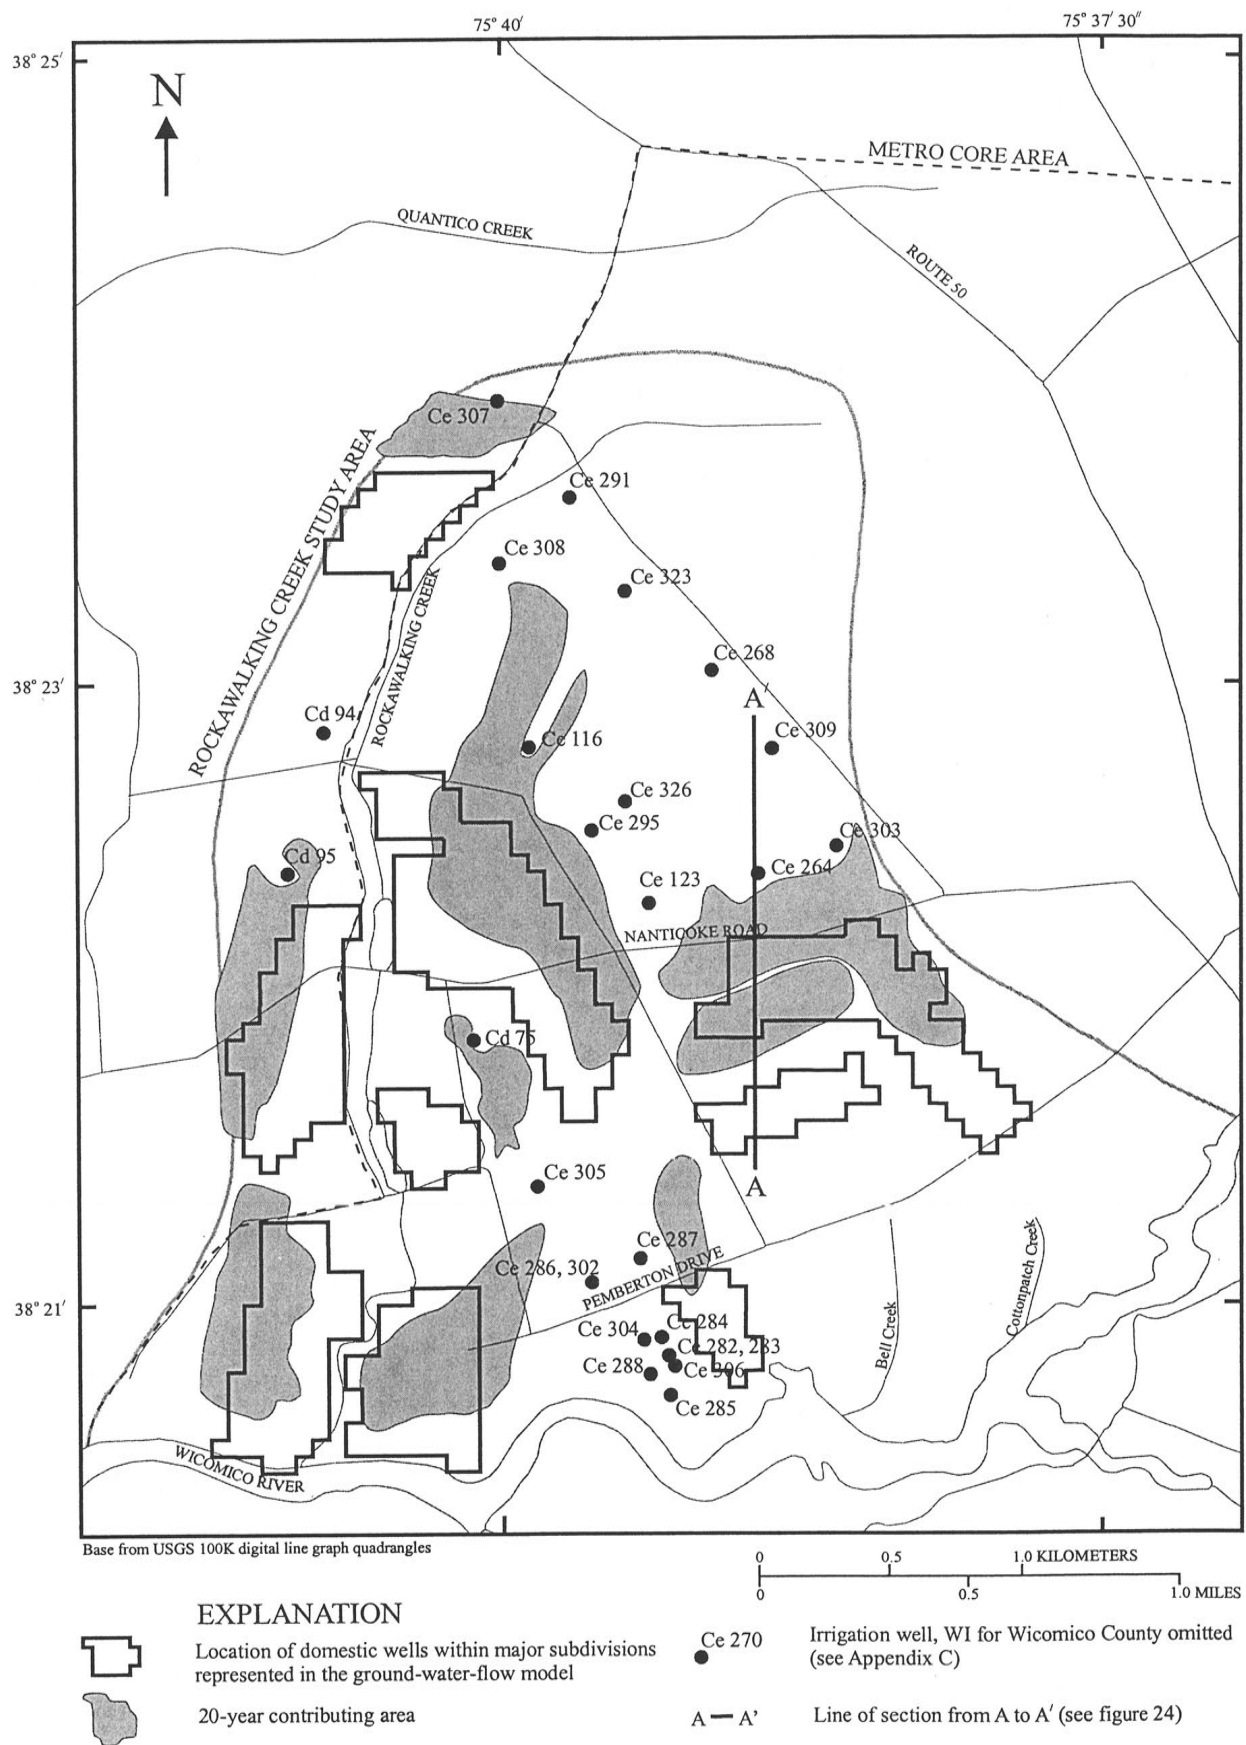 75° 40′
75° 37′ 30″
38° 25′
N
METRO CORE AREA
QUANTICO CREEK
ROUTE 50
Ce 307
ROCKAWALKING CREEK STUDY AREA
Ce 291
Ce 308
Ce 323
ROCKAWALKING CREEK
Ce 268
38° 23′
A′
Cd 94
Ce 309
Ce 116
Ce 326
Ce 295
Ce 303
Cd 95
Ce 264
Ce 123
NANTICOKE ROAD
Cd 75
Ce 305
A
Ce 287
Ce 286, 302
PEMBERTON DRIVE
Cottonpatch Creek
38° 21′
Bell Creek
Ce 304
Ce 284
Ce 282, 283
Ce 288
Ce 306
Ce 285
WICOMICO RIVER
Base from USGS 100K digital line graph quadrangles
0 0.5 1.0 KILOMETERS
0 0.5 1.0 MILES
EXPLANATION
Location of domestic wells within major subdivisions
represented in the ground-water-flow model
Ce 270
Irrigation well, WI for Wicomico County omitted
(see Appendix C)
20-year contributing area
A — A'
Line of section from A to A′ (see figure 24)